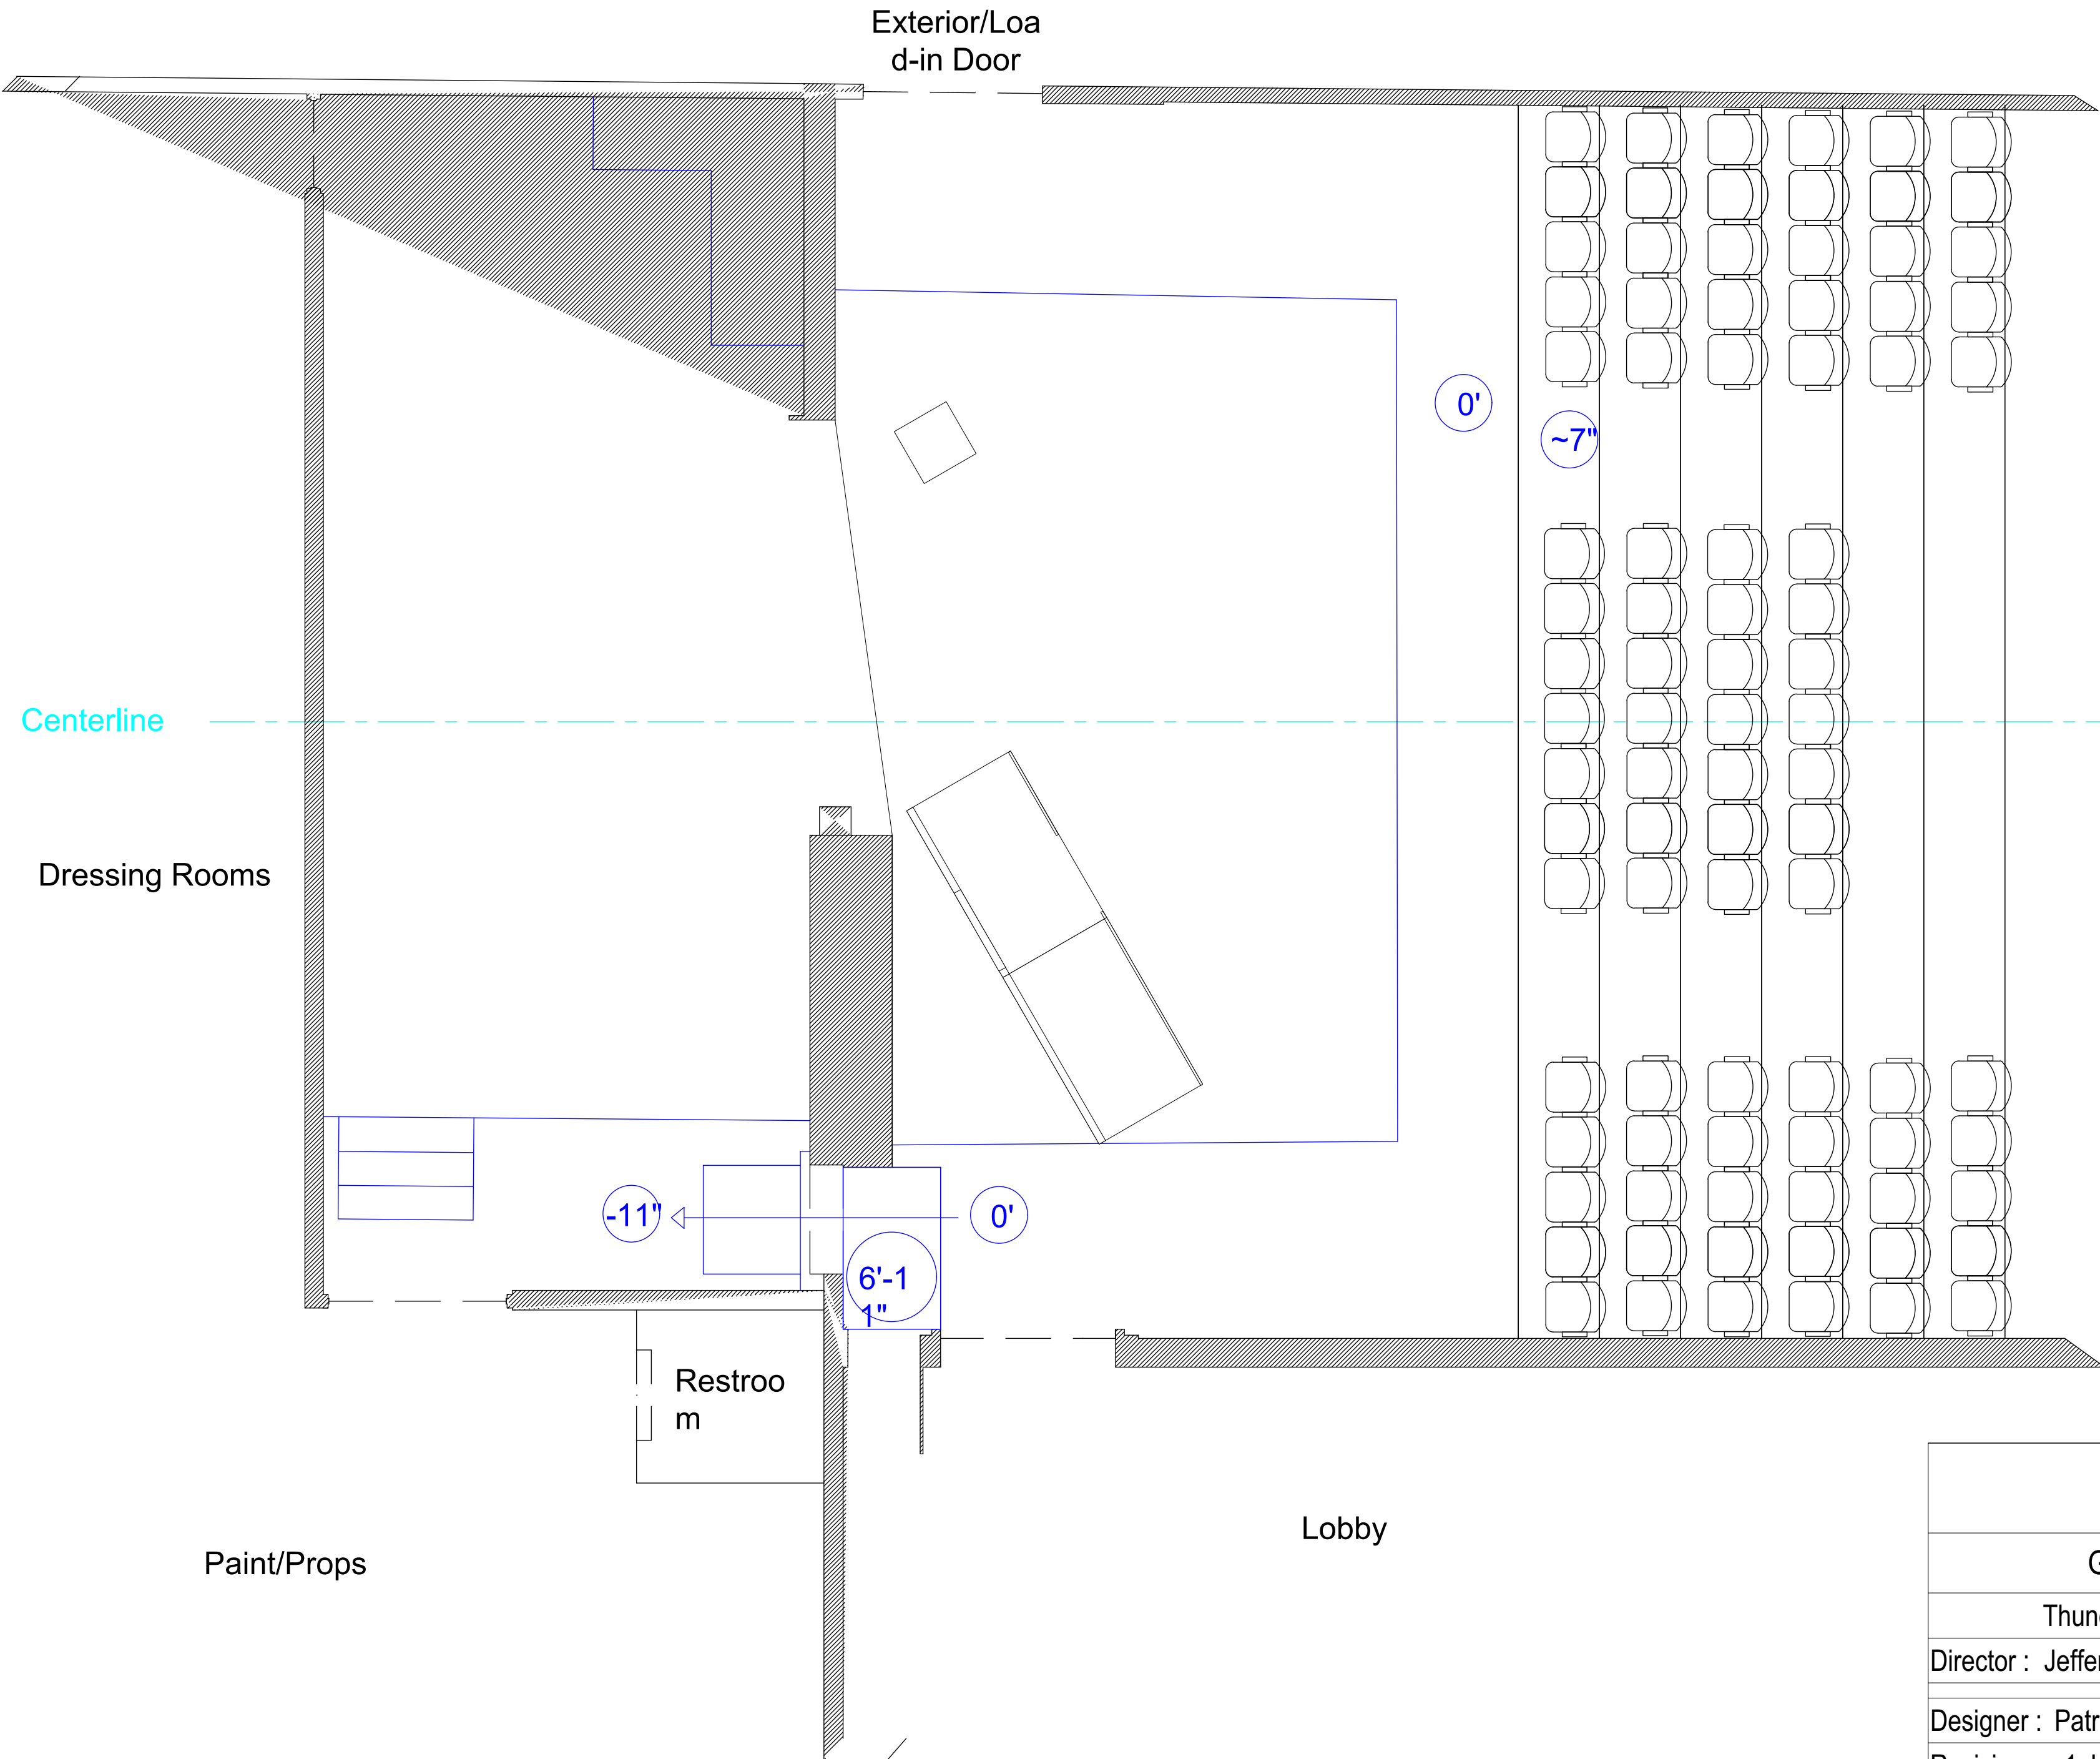 Exterior/Loa
d-in Door
0'
~7"
Centerline
Dressing Rooms
-11"
0'
6'-1
1"
Restroo
m
Lobby
Paint/Props
Director :
Designer :